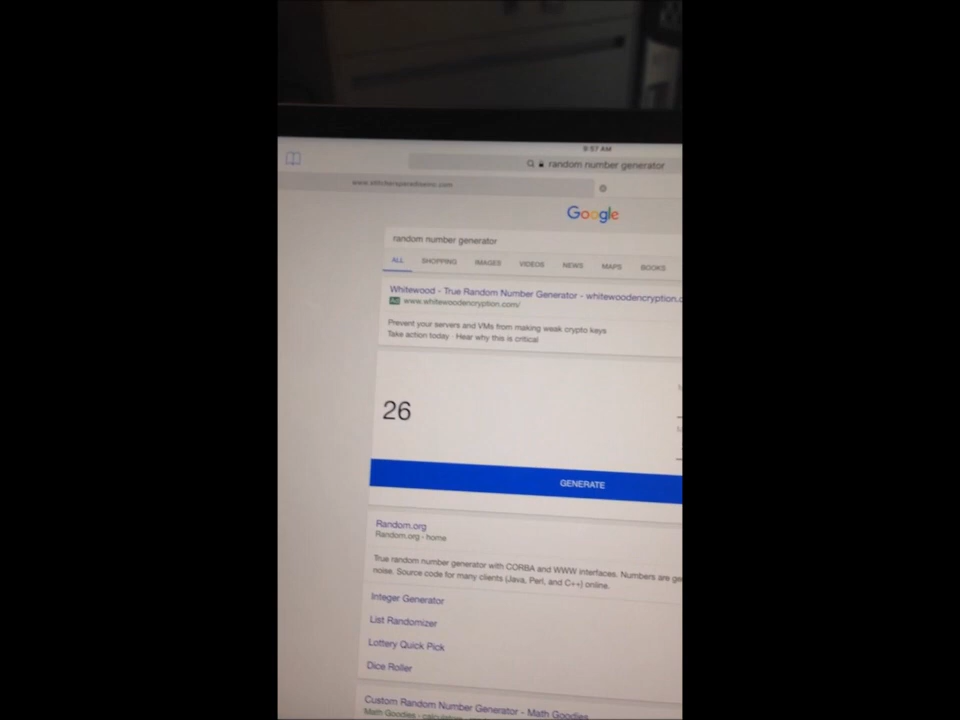 9:57 AM
random number generator
Google
random number generator
ALL SHOPPING IMAGES VIDEOS NEWS MAPS BOOKS
Whitewood - True Random Number Generator - whitewoodencryption.c
Ad www.whitewoodencryption.com/
Prevent your servers and VMs from making weak crypto keys
Take action today · Hear why this is critical
26
GENERATE
Random.org
Random.org › home
True random number generator with CORBA and WWW interfaces. Numbers are ge
noise. Source code for many clients (Java, Perl, and C++) online.
Integer Generator
List Randomizer
Lottery Quick Pick
Dice Roller
Custom Random Number Generator - Math Goodies
Math Goodies › calculators